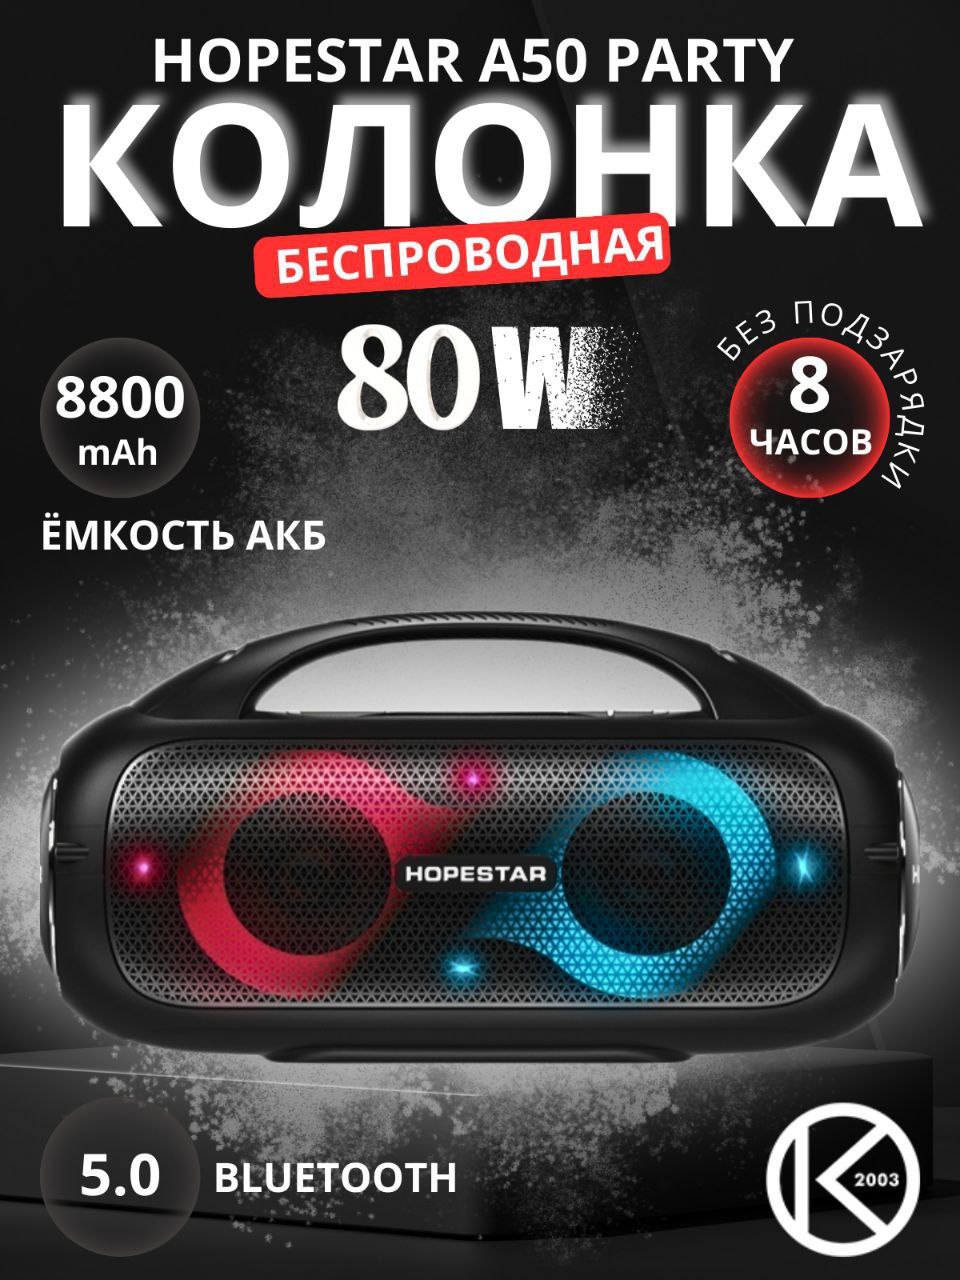 HOPESTAR A50 PARTY
КОЛОНКА
БЕСПРОВОДНАЯ
80W
8800
mAh
ЁМКОСТЬ АКБ
БЕЗ ПОДЗАРЯДКИ
8
ЧАСОВ
HOPESTAR
H
5.0
BLUETOOTH
K
2003